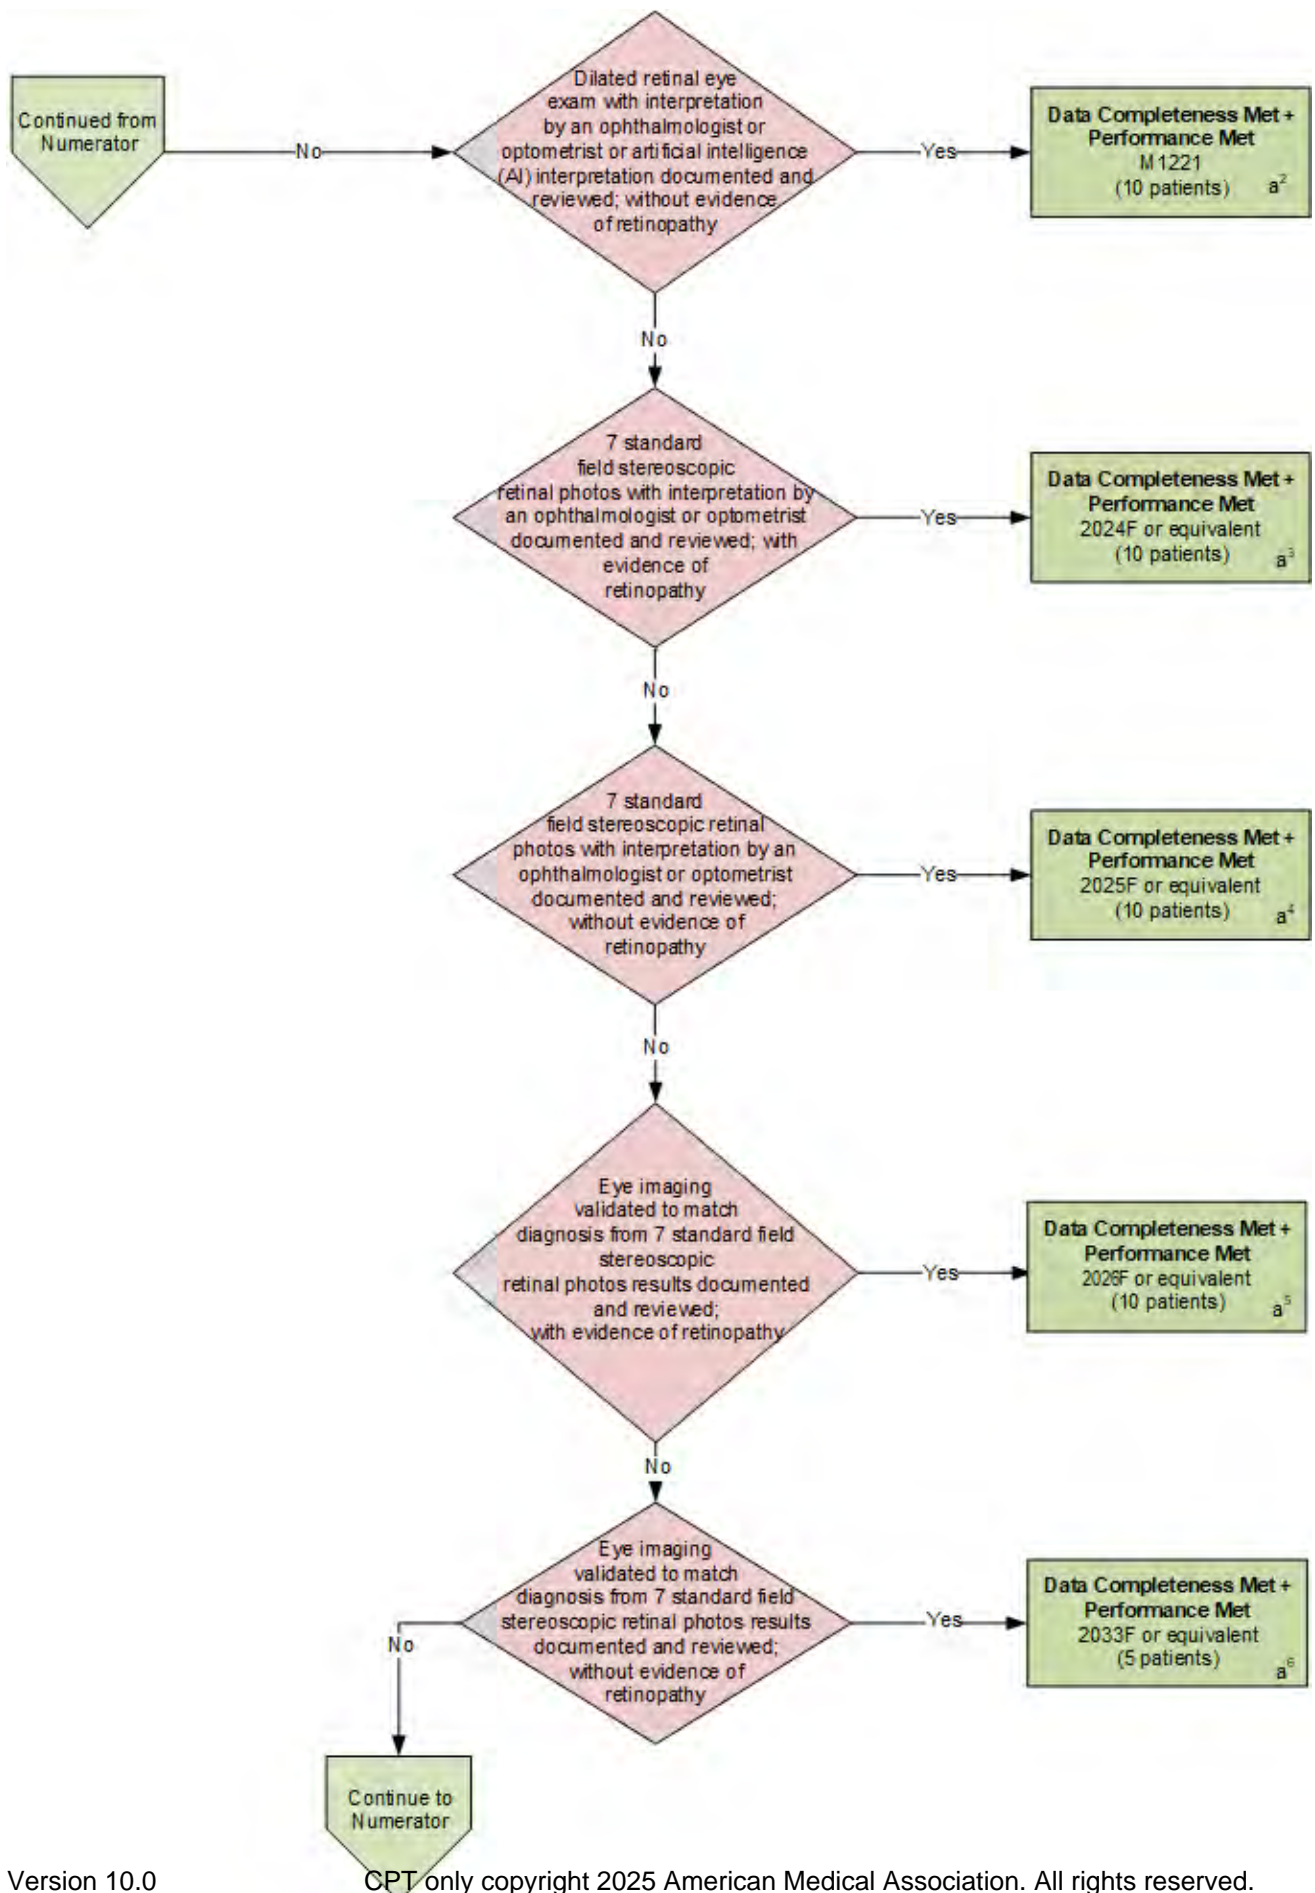 Continued from
Numerator
No
Dilated retinal eye
exam with interpretation
by an ophthalmologist or
optometrist or artificial intelligence
(AI) interpretation documented and
reviewed; without evidence
of retinopathy
Yes
Data Completeness Met +
Performance Met
M1221
(10 patients) a²
No
7 standard
field stereoscopic
retinal photos with interpretation by
an ophthalmologist or optometrist
documented and reviewed; with
evidence of
retinopathy
Yes
Data Completeness Met +
Performance Met
2024F or equivalent
(10 patients) a³
No
7 standard
field stereoscopic retinal
photos with interpretation by an
ophthalmologist or optometrist
documented and reviewed;
without evidence of
retinopathy
Yes
Data Completeness Met +
Performance Met
2025F or equivalent
(10 patients) a⁴
No
Eye imaging
validated to match
diagnosis from 7 standard field
stereoscopic
retinal photos results documented
and reviewed;
with evidence of retinopathy
Yes
Data Completeness Met +
Performance Met
2026F or equivalent
(10 patients) a⁵
No
Eye imaging
validated to match
diagnosis from 7 standard field
stereoscopic retinal photos results
documented and reviewed;
without evidence of
retinopathy
Yes
Data Completeness Met +
Performance Met
2033F or equivalent
(5 patients) a⁶
No
Continue to
Numerator
Version 10.0 CPT only copyright 2025 American Medical Association. All rights reserved.